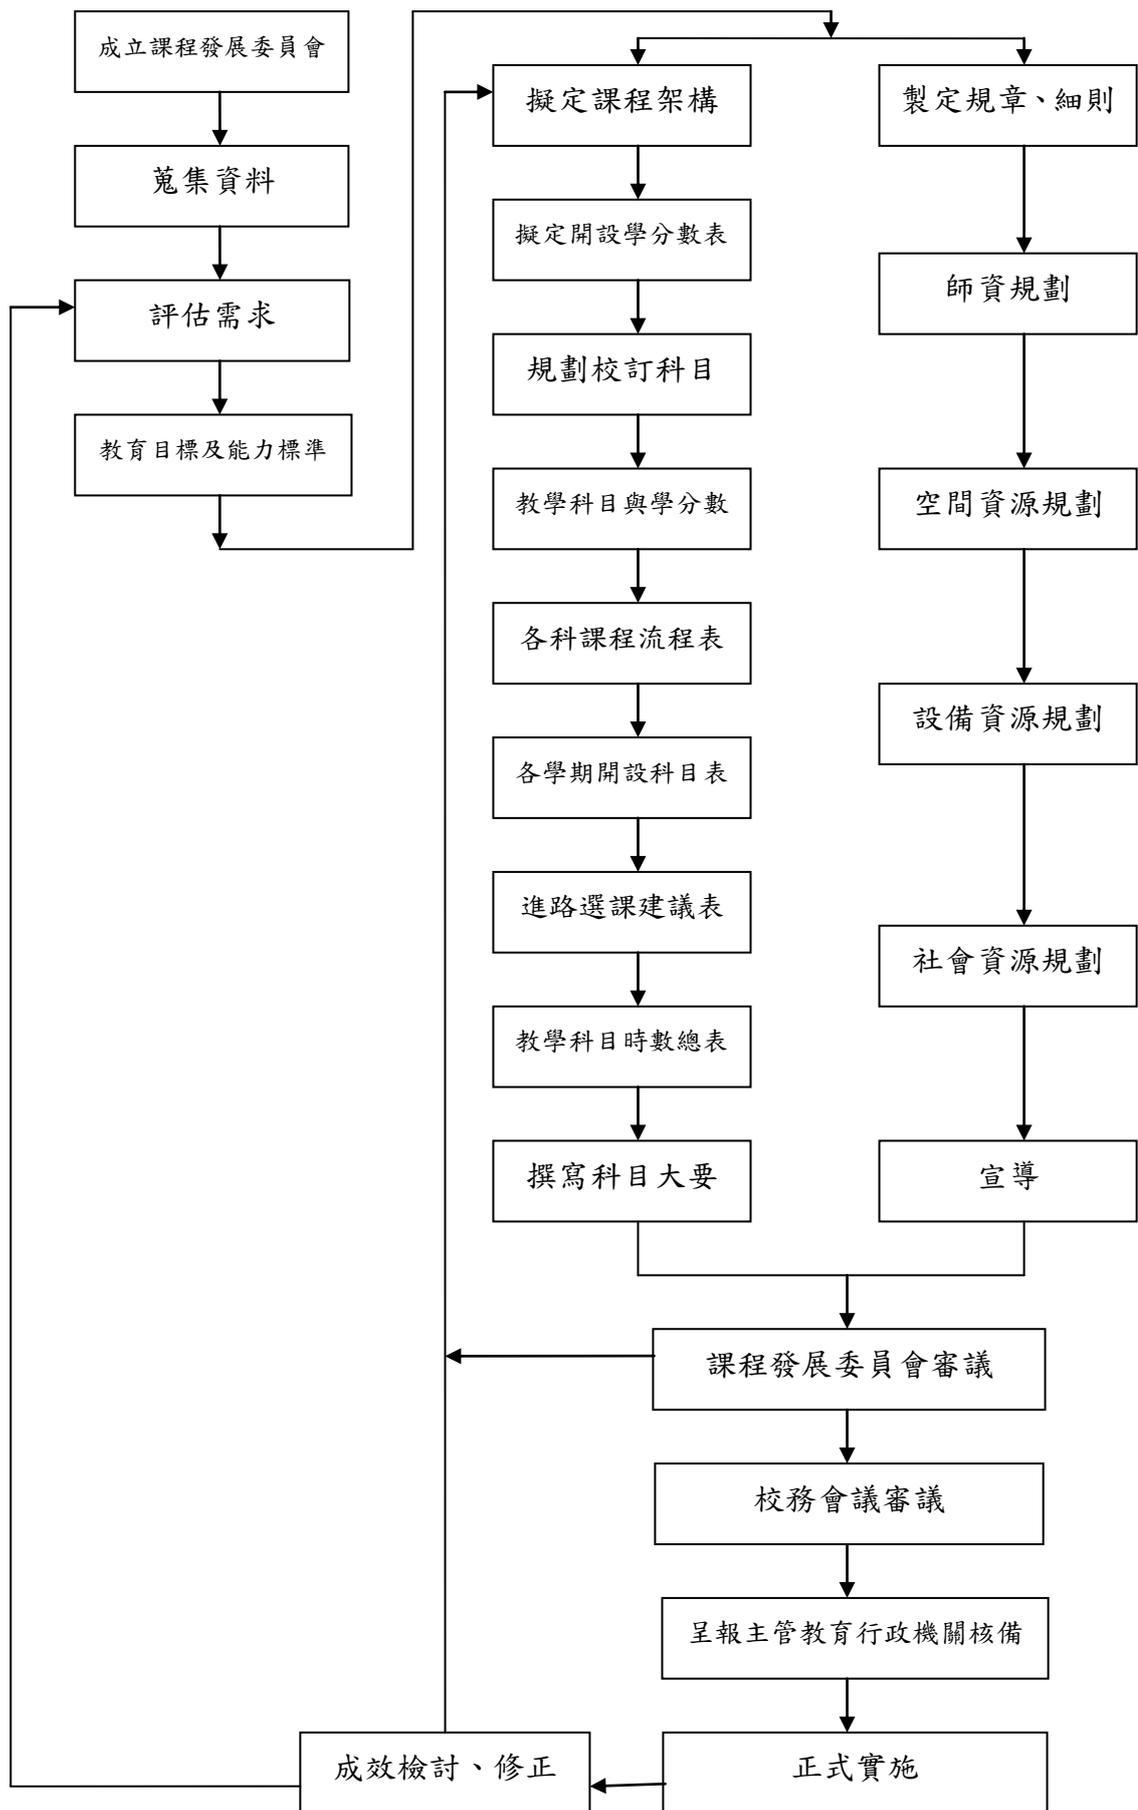 成立課程發展委員會
蒐集資料
評估需求
教育目標及能力標準
擬定課程架構
擬定開設學分數表
規劃校訂科目
教學科目與學分數
各科課程流程表
各學期開設科目表
進路選課建議表
教學科目時數總表
撰寫科目大要
製定規章、細則
師資規劃
空間資源規劃
設備資源規劃
社會資源規劃
宣導
課程發展委員會審議
校務會議審議
呈報主管教育行政機關核備
正式實施
成效檢討、修正